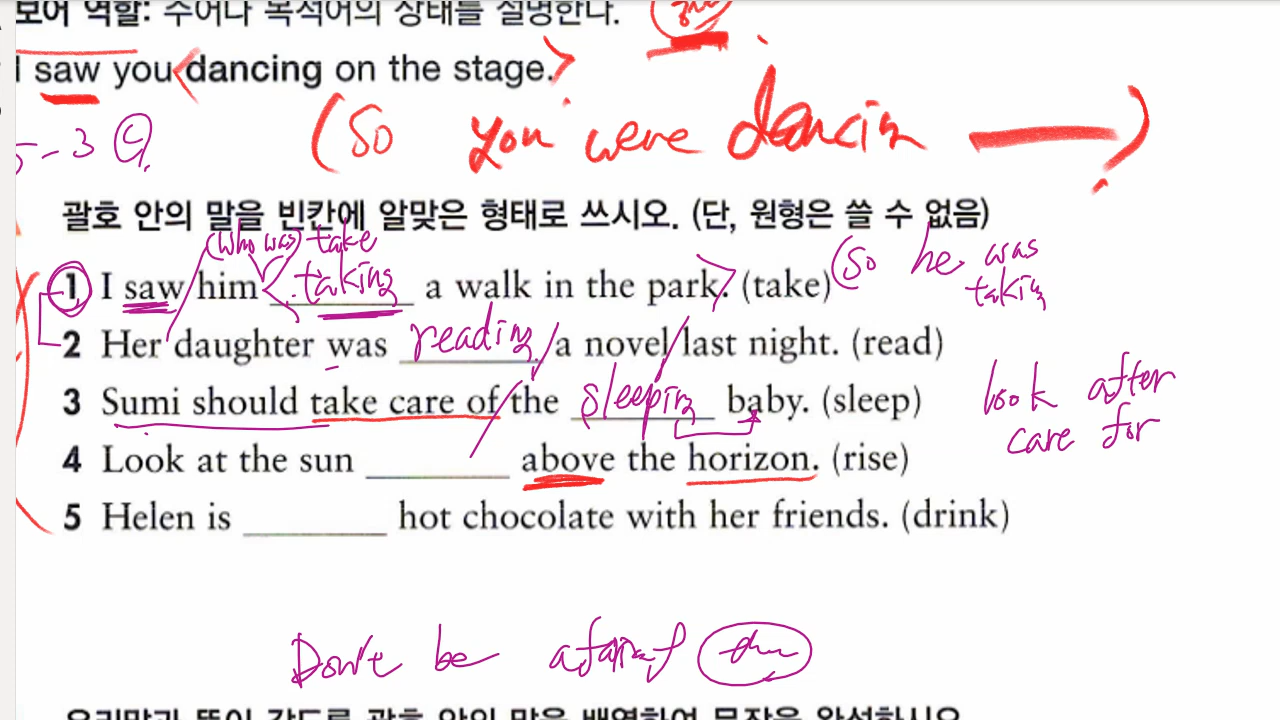 보어 역할: 주어나 목적어의 상태를 설명한다.
I saw you dancing on the stage.
(So you were dancin )
5-3
괄호 안의 말을 빈칸에 알맞은 형태로 쓰시오. (단, 원형은 쓸 수 없음)
(who was) take
1 I saw him taking a walk in the park. (take) (So he was taking
2 Her daughter was reading a novel last night. (read)
3 Sumi should take care of the sleeping baby. (sleep)
look after
care for
4 Look at the sun ______ above the horizon. (rise)
5 Helen is ______ hot chocolate with her friends. (drink)
Don't be